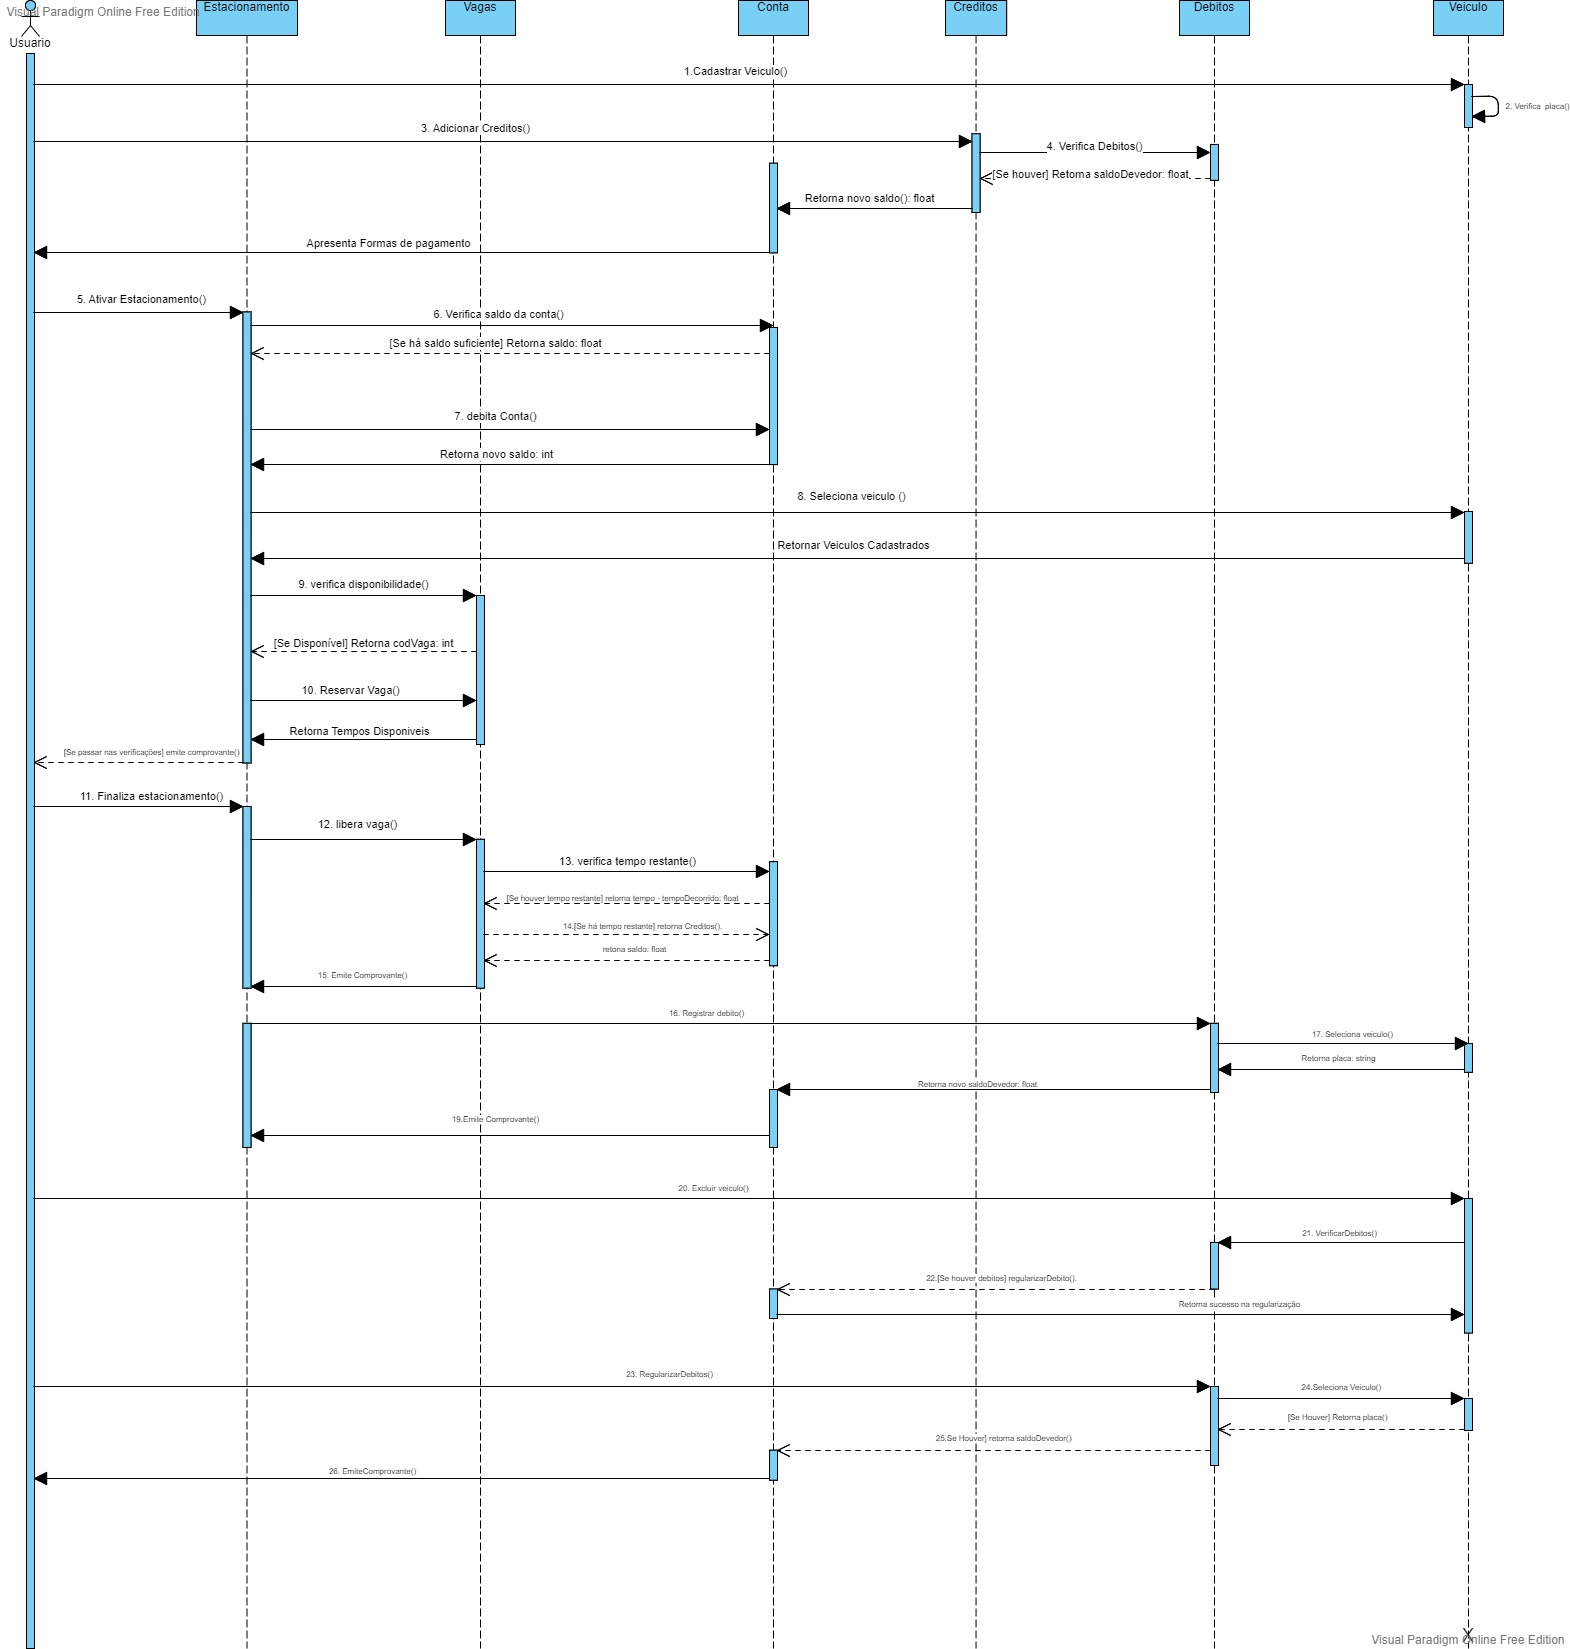 Visual Paradigm Online Free Edition
Usuario
Estacionamento
Vagas
Conta
Creditos
Debitos
Veiculo
1.Cadastrar Veiculo()
2. Verifica placa()
3. Adicionar Creditos()
4. Verifica Debitos()
[Se houver] Retorna saldoDevedor: float
Retorna novo saldo(): float
Apresenta Formas de pagamento
5. Ativar Estacionamento()
6. Verifica saldo da conta()
[Se há saldo suficiente] Retorna saldo: float
7. debita Conta()
Retorna novo saldo: int
8. Seleciona veiculo ()
Retornar Veiculos Cadastrados
9. verifica disponibilidade()
[Se Disponível] Retorna codVaga: int
10. Reservar Vaga()
Retorna Tempos Disponiveis
[Se passar nas verificações] emite comprovante()
11. Finaliza estacionamento()
12. libera vaga()
13. verifica tempo restante()
[Se houver tempo restante] retorna tempo - tempoDecorrido: float
14.[Se há tempo restante] retorna Creditos().
retona saldo: float
15. Emite Comprovante()
16. Registrar debito()
17. Seleciona veiculo()
Retorna placa: string
Retorna novo saldoDevedor: float
19.Emite Comprovante()
20. Excluir veiculo()
21. VerificarDebitos()
22.[Se houver debitos] regularizarDebito().
Retorna sucesso na regularização
23. RegularizarDebitos()
24.Seleciona Veiculo()
[Se Houver] Retorna placa()
25.Se Houver] retorna saldoDevedor()
26. EmiteComprovante()
Visual Paradigm Online Free Edition